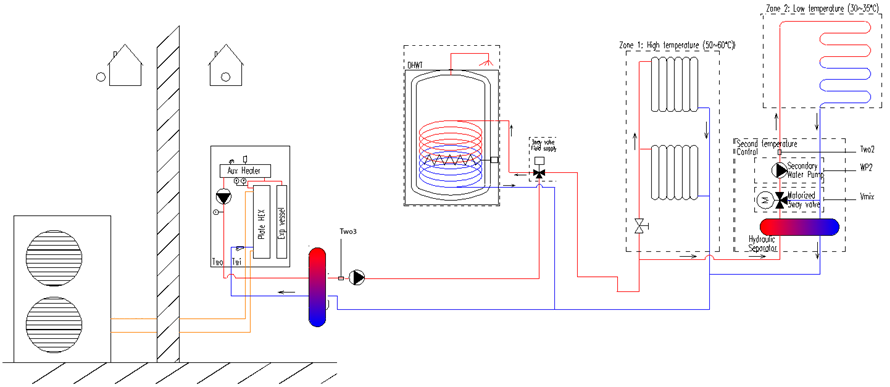 Zone 2: Low temperature (30~35°C)
Zone 1: High temperature (50~60°C)
DHWT
3way valve
Fluid supply
Second Temperature
Control
Two2
Secondary
Water Pump
WP2
Motorized
3way valve
Vmix
M
Hydraulic
Separator
Aux Heater
Plate HEX
Exp vessel
Two
Twi
Two3